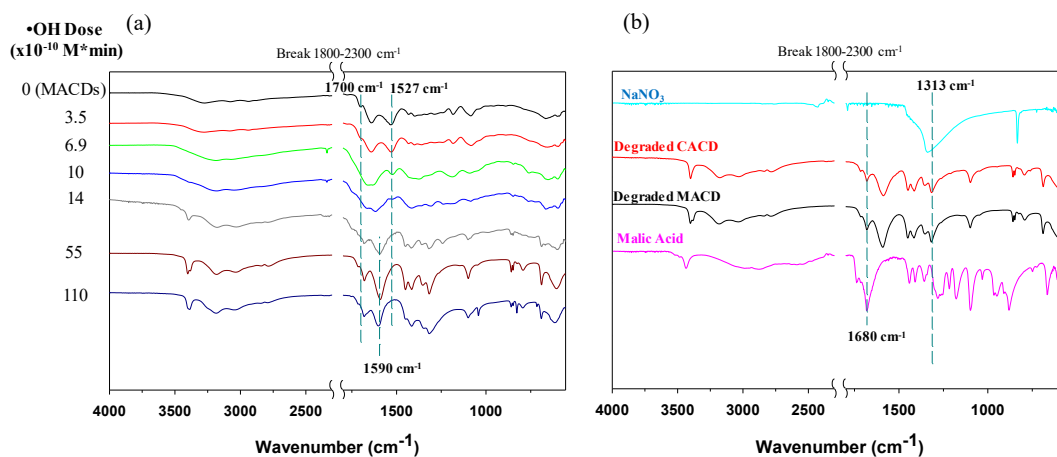 •OH Dose
(x10⁻¹⁰ M*min)
(a)
Break 1800-2300 cm⁻¹
1700 cm⁻¹
1527 cm⁻¹
0 (MACDs)
3.5
6.9
10
14
55
110
1590 cm⁻¹
4000
3500
3000
2500
1500
1000
Wavenumber (cm⁻¹)
(b)
Break 1800-2300 cm⁻¹
1313 cm⁻¹
NaNO₃
Degraded CACD
Degraded MACD
Malic Acid
1680 cm⁻¹
4000
3500
3000
2500
1500
1000
Wavenumber (cm⁻¹)